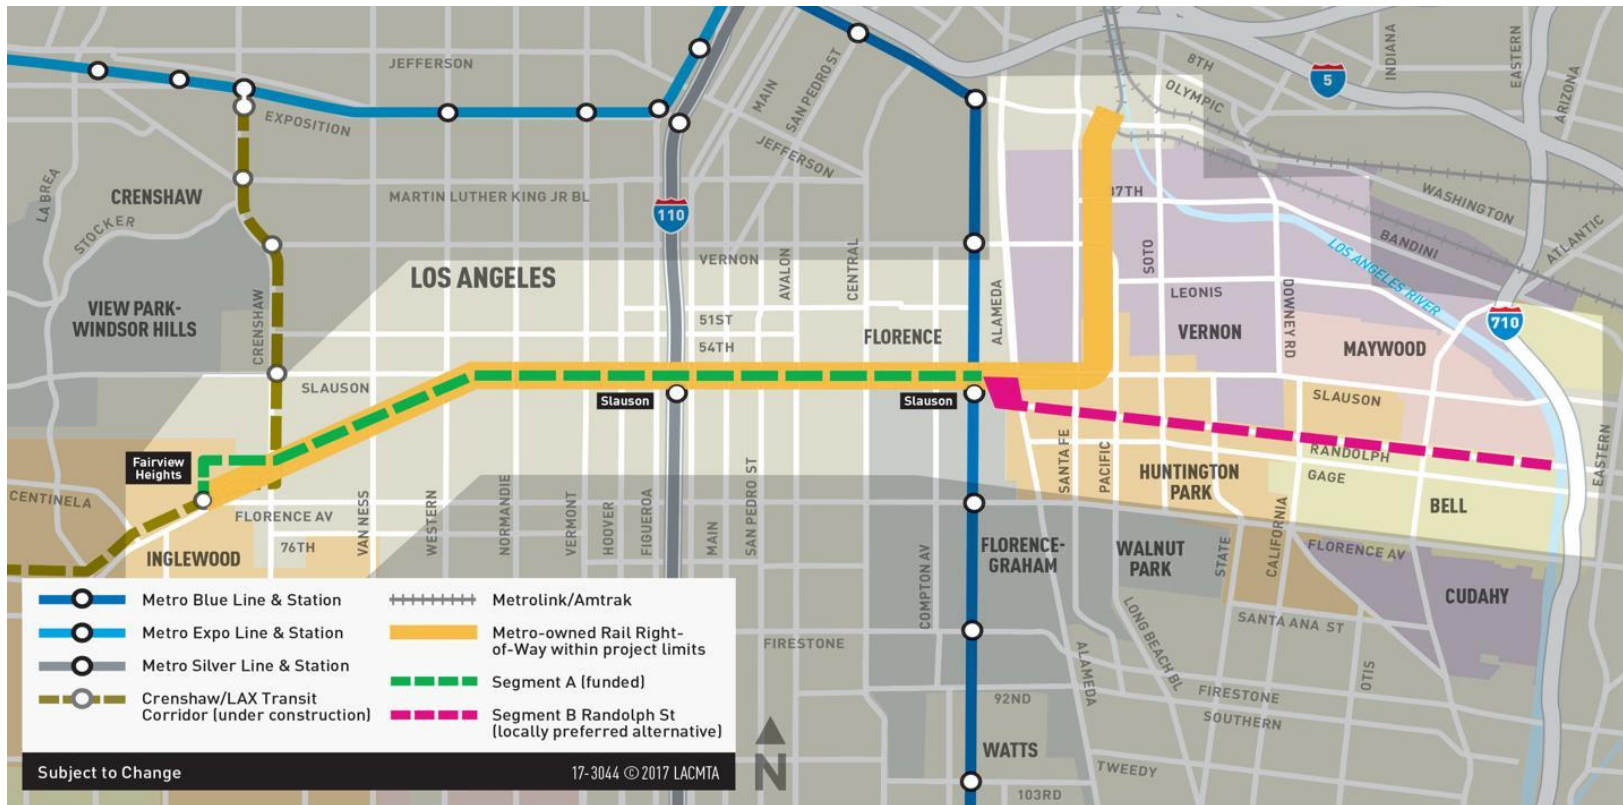 JEFFERSON
EXPOSITION
LA BREA
CRENSHAW
STOCKER
MARTIN LUTHER KING JR BL
110
MAIN
SAN PEDRO ST
JEFFERSON
8TH
OLYMPIC
5
INDIANA
EASTERN
ARIZONA
37TH
WASHINGTON
BANDINI
ATLANTIC
LOS ANGELES RIVER
LOS ANGELES
VERNON
AVALON
CENTRAL
ALAMEDA
SOTO
LEONIS
DOWNEY RD
VERNON
MAYWOOD
710
VIEW PARK-
WINDSOR HILLS
CRENSHAW
51ST
54TH
FLORENCE
SLAUSON
Slauson
Slauson
SLAUSON
Fairview
Heights
CENTINELA
FLORENCE AV
76TH
INGLEWOOD
VAN NESS
WESTERN
NORMANDIE
VERMONT
HOOVER
FIGUEROA
MAIN
SAN PEDRO ST
COMPTON AV
SANTA FE
PACIFIC
HUNTINGTON
PARK
RANDOLPH
GAGE
BELL
EASTERN
FLORENCE-
GRAHAM
WALNUT
PARK
STATE
CALIFORNIA
FLORENCE AV
CUDAHY
SANTA ANA ST
LONG BEACH BL
OTIS
FIRESTONE
ALAMEDA
92ND
FIRESTONE
SOUTHERN
WATTS
TWEEDY
103RD
Metro Blue Line & Station
Metro Expo Line & Station
Metro Silver Line & Station
Crenshaw/LAX Transit
Corridor (under construction)
Metrolink/Amtrak
Metro-owned Rail Right-
of-Way within project limits
Segment A (funded)
Segment B Randolph St
(locally preferred alternative)
N
Subject to Change
17-3044 © 2017 LACMTA